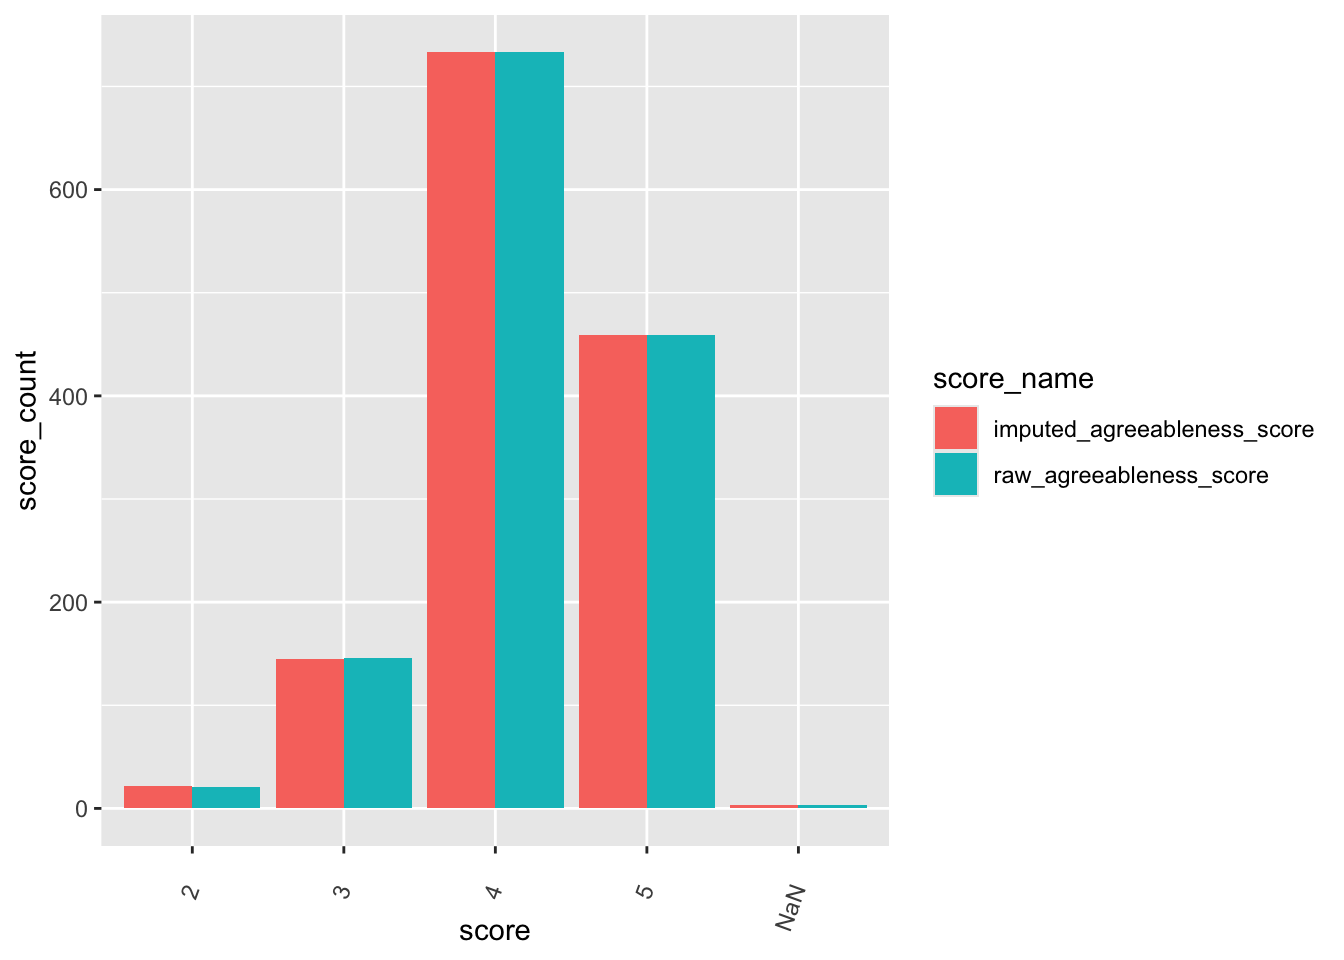 600
400
200
0
score_count
2
3
4
5
NaN
score
score_name
imputed_agreeableness_score
raw_agreeableness_score